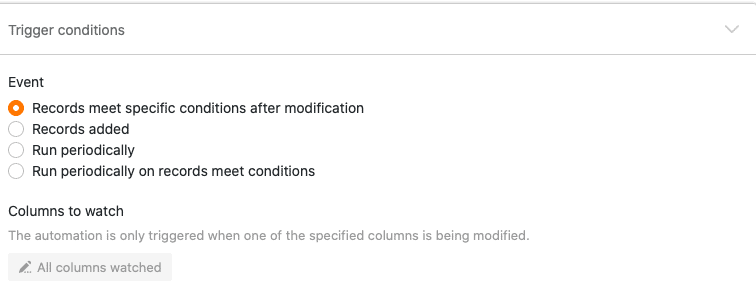 Trigger conditions
Event
Records meet specific conditions after modification
Records added
Run periodically
Run periodically on records meet conditions
Columns to watch
The automation is only triggered when one of the specified columns is being modified.
All columns watched